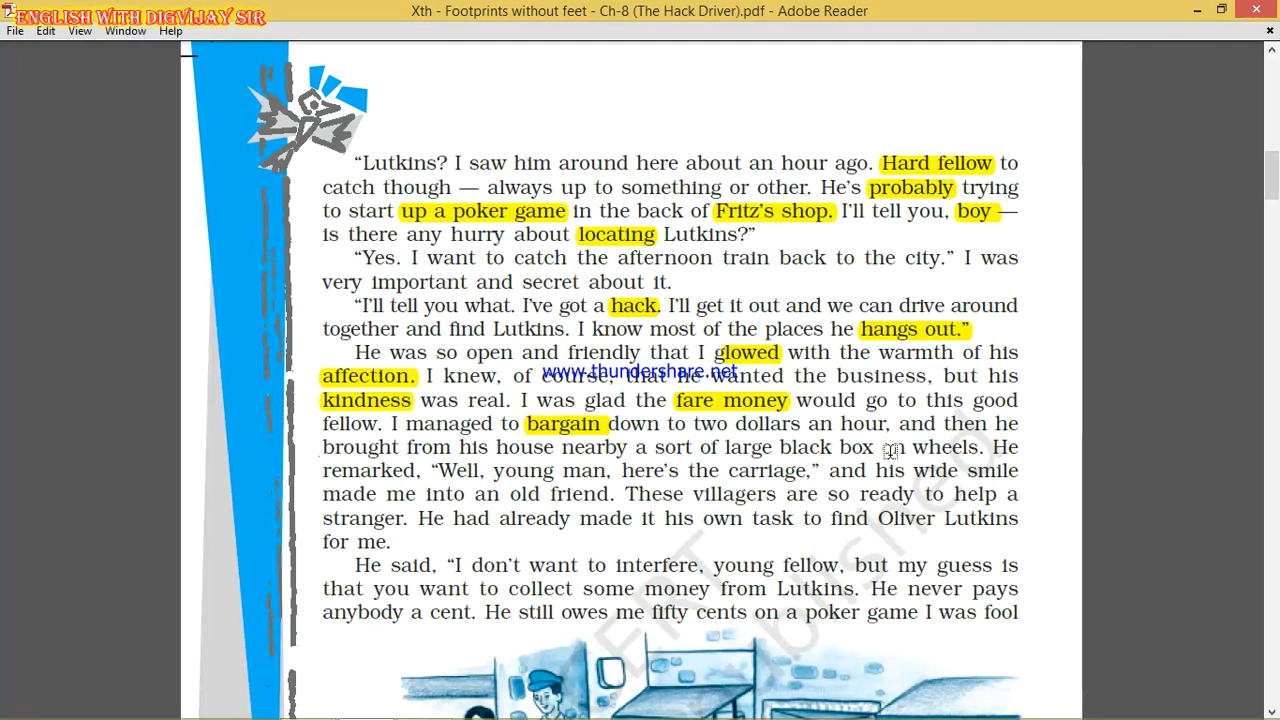 ENGLISH WITH DIGVIJAY SIR
Xth - Footprints without feet - Ch-8 (The Hack Driver).pdf - Adobe Reader
File Edit View Window Help
“Lutkins? I saw him around here about an hour ago. Hard fellow to
catch though — always up to something or other. He’s probably trying
to start up a poker game in the back of Fritz’s shop. I’ll tell you, boy —
is there any hurry about locating Lutkins?”
“Yes. I want to catch the afternoon train back to the city.” I was
very important and secret about it.
“I’ll tell you what. I’ve got a hack. I’ll get it out and we can drive around
together and find Lutkins. I know most of the places he hangs out.”
He was so open and friendly that I glowed with the warmth of his
www.thundershare.net
affection. I knew, of course, that he wanted the business, but his
kindness was real. I was glad the fare money would go to this good
fellow. I managed to bargain down to two dollars an hour, and then he
brought from his house nearby a sort of large black box on wheels. He
remarked, “Well, young man, here’s the carriage,” and his wide smile
made me into an old friend. These villagers are so ready to help a
stranger. He had already made it his own task to find Oliver Lutkins
for me.
He said, “I don’t want to interfere, young fellow, but my guess is
that you want to collect some money from Lutkins. He never pays
anybody a cent. He still owes me fifty cents on a poker game I was fool